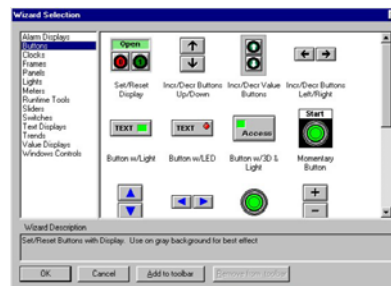 Wizard Selection
Alarm Displays
Buttons
Clocks
Frames
Panels
Lights
Meters
Runtime Tools
Sliders
Switches
Text Displays
Trends
Value Displays
Windows Controls
Open
Set/Reset
Display
Incr/Decr Buttons
Up/Down
Incr/Decr Value
Buttons
Incr/Decr Buttons
Left/Right
TEXT
Button w/Light
TEXT
Button w/LED
Access
Button w/3D &
Light
Start
Momentary
Button
Wizard Description
Set/Reset Buttons with Display. Use on gray background for best effect
OK
Cancel
Add to toolbar
Remove from toolbar